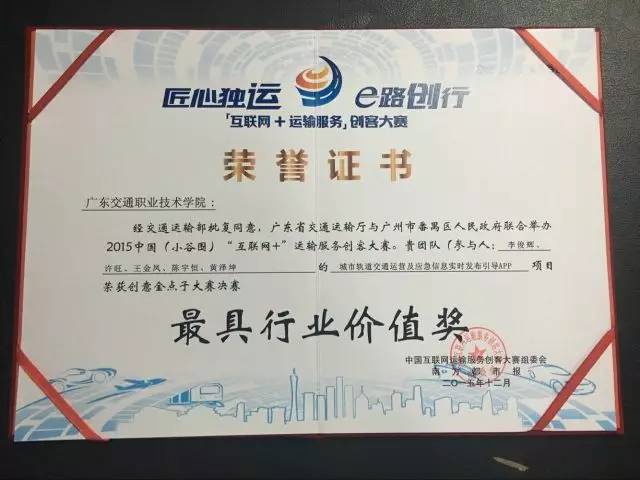 匠心独运 e路创行
「互联网＋运输服务」创客大赛
荣誉证书
广东交通职业技术学院：
经交通运输部批复同意，广东省交通运输厅与广州市番禺区人民政府联合举办
2015中国（小谷围）“互联网+”运输服务创客大赛。贵团队（参与人：李俊辉、
许旺、王金凤、陈宇恒、黄泽坤 的 城市轨道交通运营及应急信息实时发布引导APP 项目
荣获创意金点子大赛决赛
最具行业价值奖
中国互联网运输服务创客大赛组委会
南方都市报
二〇一五年十二月